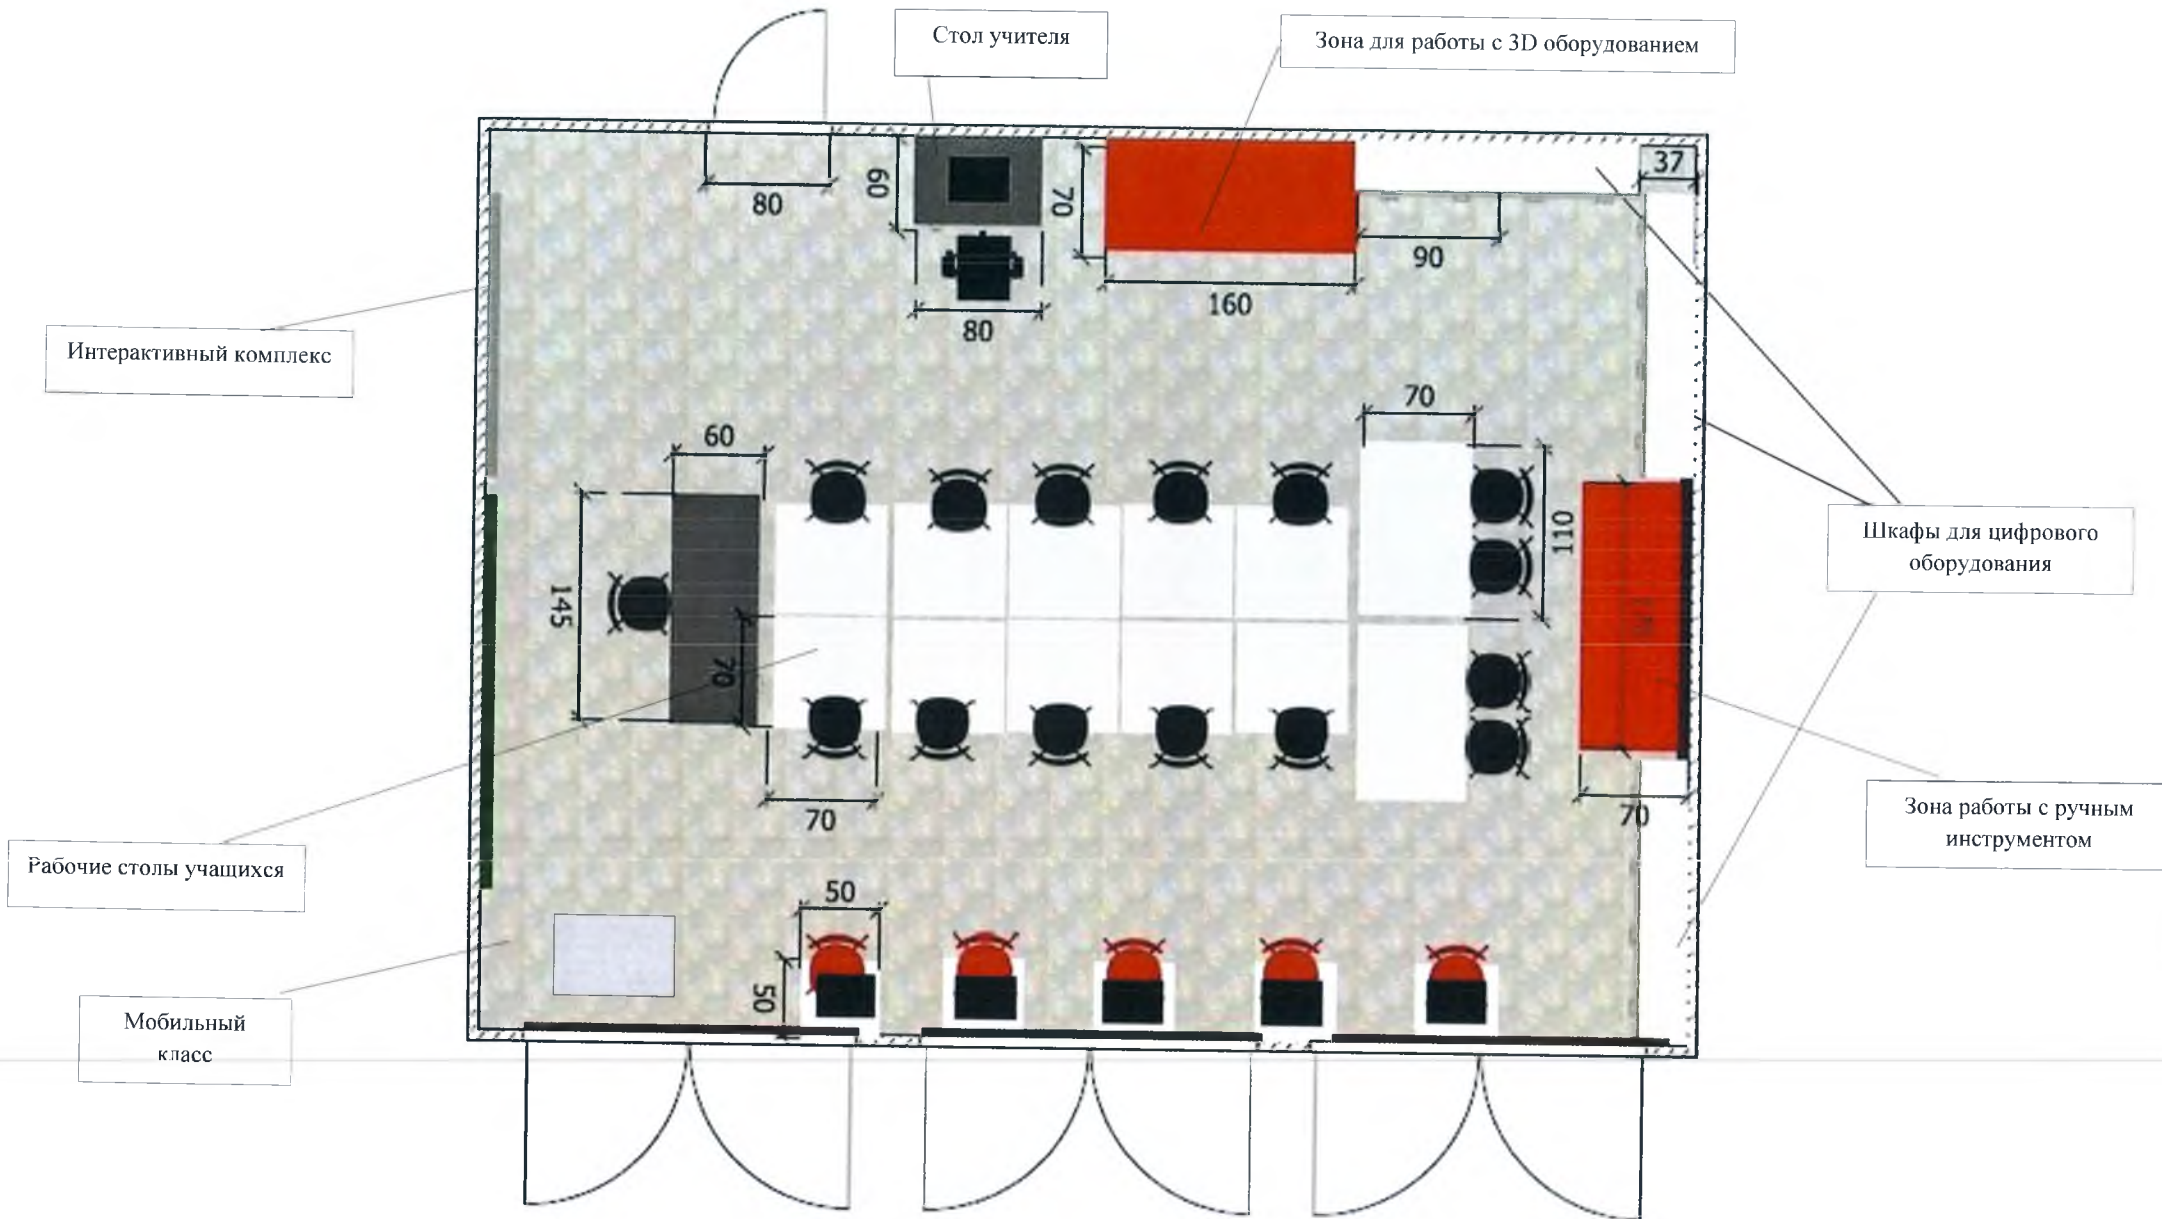 Стол учителя
Зона для работы с 3D оборудованием
37
80
60
70
90
160
80
Интерактивный комплекс
70
60
110
145
Шкафы для цифрового
оборудования
70
70
70
Зона работы с ручным
инструментом
Рабочие столы учащихся
50
50
Мобильный
класс